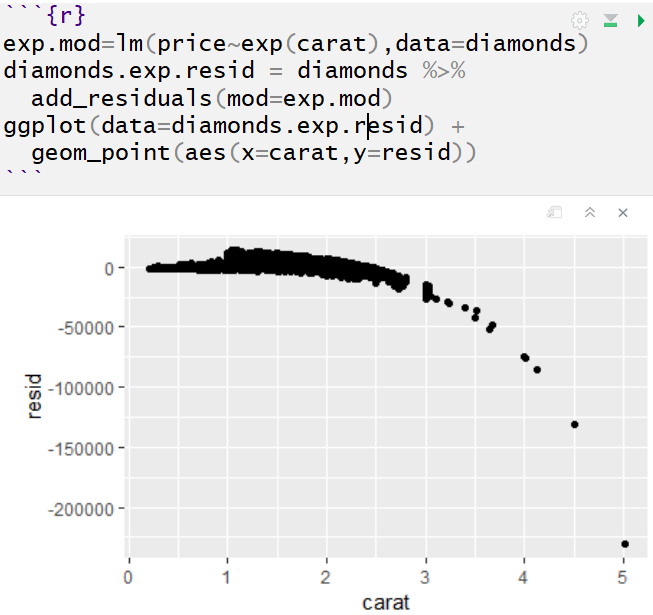 ```{r}
exp.mod=lm(price~exp(carat),data=diamonds)
diamonds.exp.resid = diamonds %>%
  add_residuals(mod=exp.mod)
ggplot(data=diamonds.exp.resid) +
  geom_point(aes(x=carat,y=resid))
```
0
-50000
-100000
-150000
-200000
resid
0 1 2 3 4 5
carat